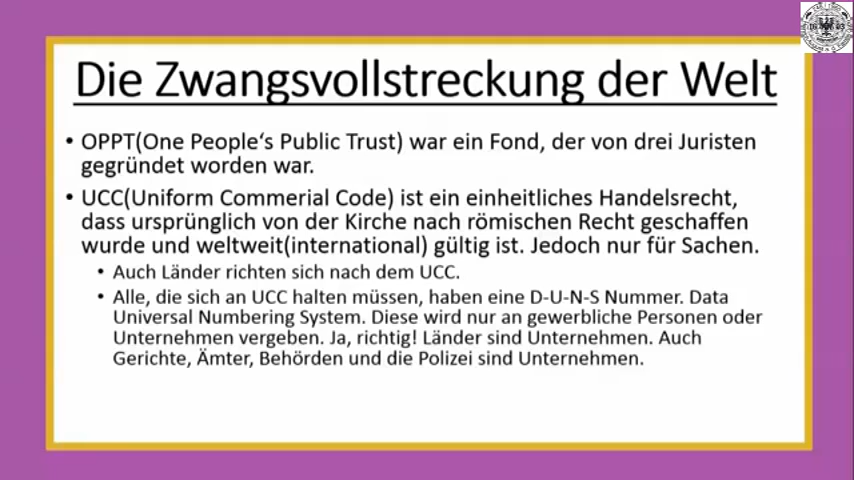 Die Zwangsvollstreckung der Welt
• OPPT(One People‘s Public Trust) war ein Fond, der von drei Juristen
gegründet worden war.
• UCC(Uniform Commerial Code) ist ein einheitliches Handelsrecht,
dass ursprünglich von der Kirche nach römischen Recht geschaffen
wurde und weltweit(international) gültig ist. Jedoch nur für Sachen.
• Auch Länder richten sich nach dem UCC.
• Alle, die sich an UCC halten müssen, haben eine D-U-N-S Nummer. Data
Universal Numbering System. Diese wird nur an gewerbliche Personen oder
Unternehmen vergeben. Ja, richtig! Länder sind Unternehmen. Auch
Gerichte, Ämter, Behörden und die Polizei sind Unternehmen.